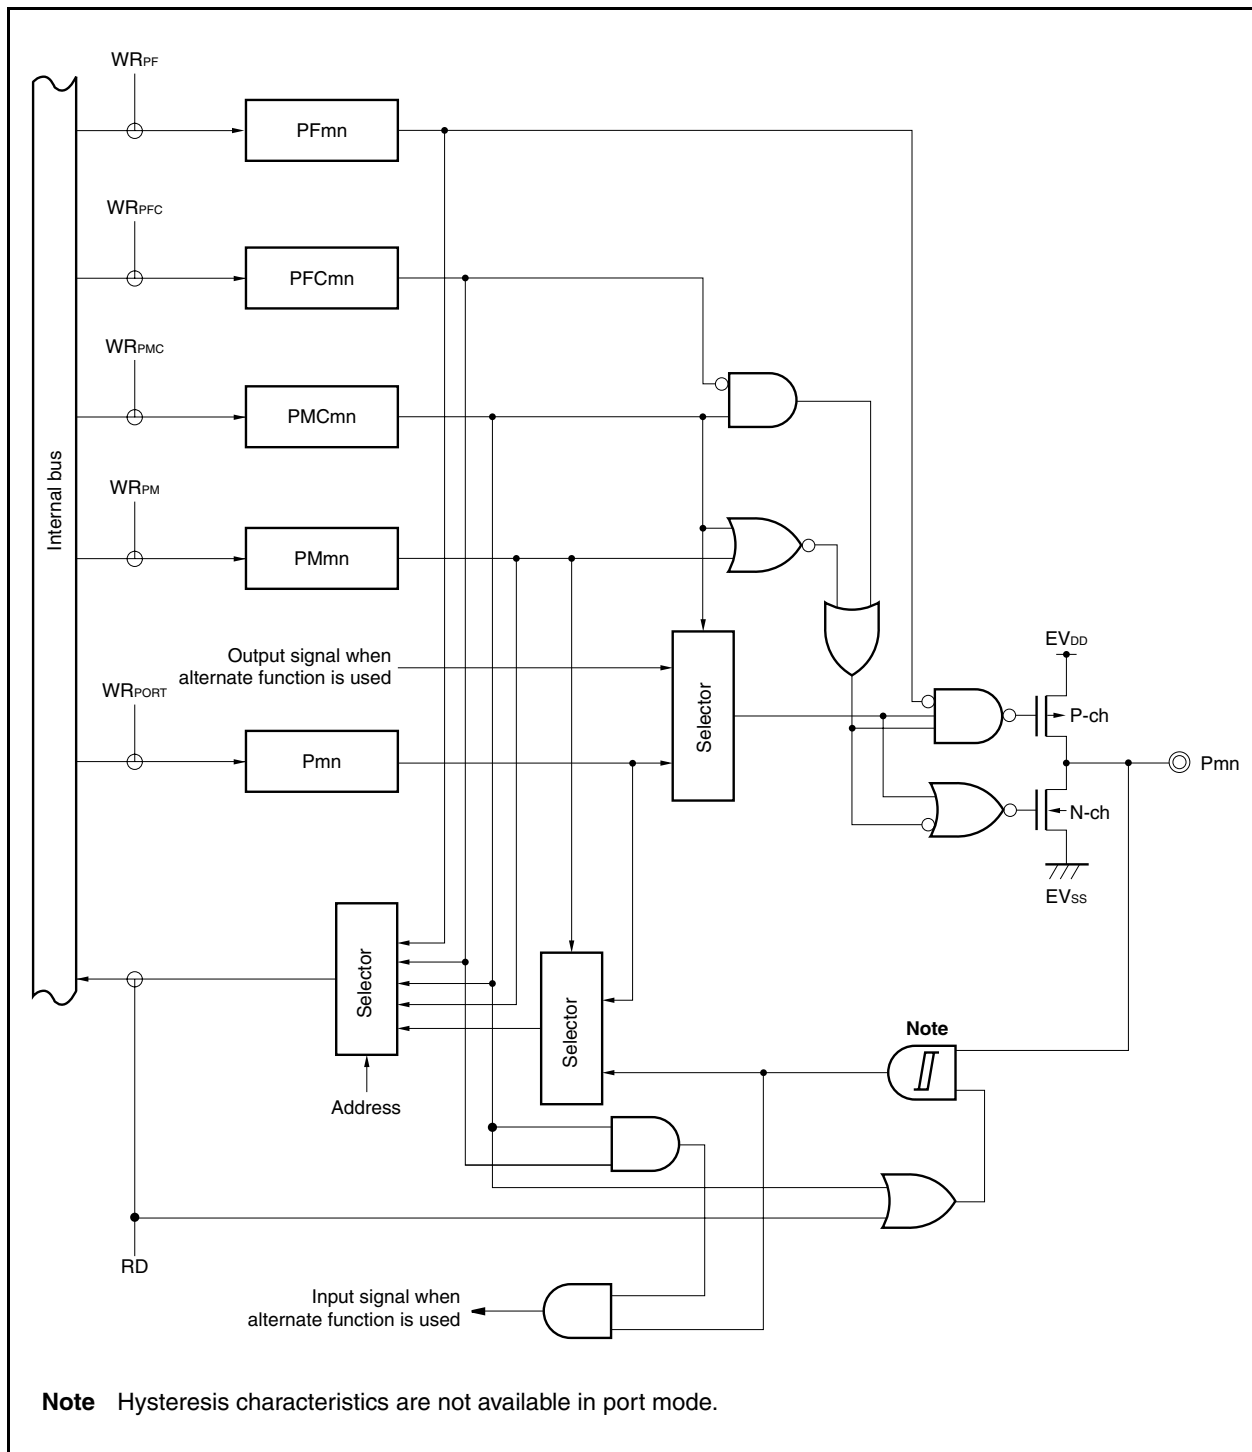 WRPF
PFmn
WRPFC
PFCmn
WRPMC
PMCmn
Internal bus
WRPM
PMmn
Output signal when
alternate function is used
Selector
EVDD
P-ch
WRPORT
Pmn
Pmn
N-ch
EVSS
Selector
Selector
Note
Address
RD
Input signal when
alternate function is used
Note Hysteresis characteristics are not available in port mode.